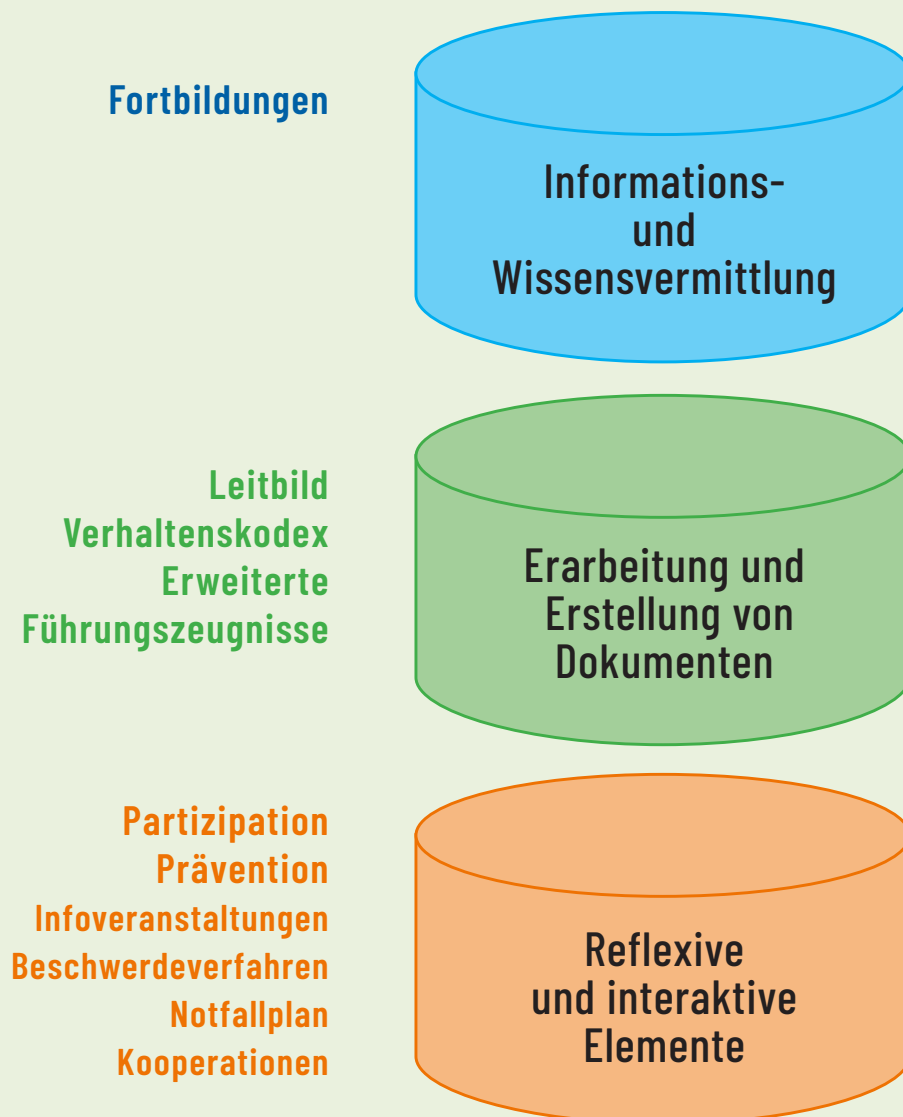 Fortbildungen
Informations-
und
Wissensvermittlung
Leitbild
Verhaltenskodex
Erweiterte
Führungszeugnisse
Erarbeitung und
Erstellung von
Dokumenten
Partizipation
Prävention
Infoveranstaltungen
Beschwerdeverfahren
Notfallplan
Kooperationen
Reflexive
und interaktive
Elemente